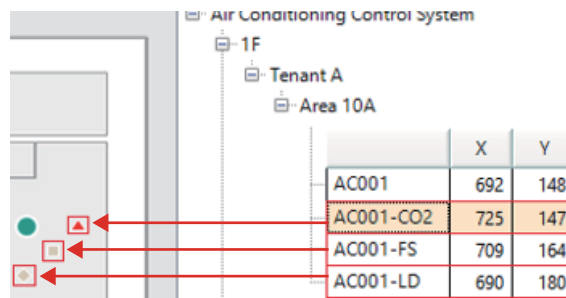 Air Conditioning Control System
1F
Tenant A
Area 10A
X Y
AC001 692 148
AC001-CO2 725 147
AC001-FS 709 164
AC001-LD 690 180